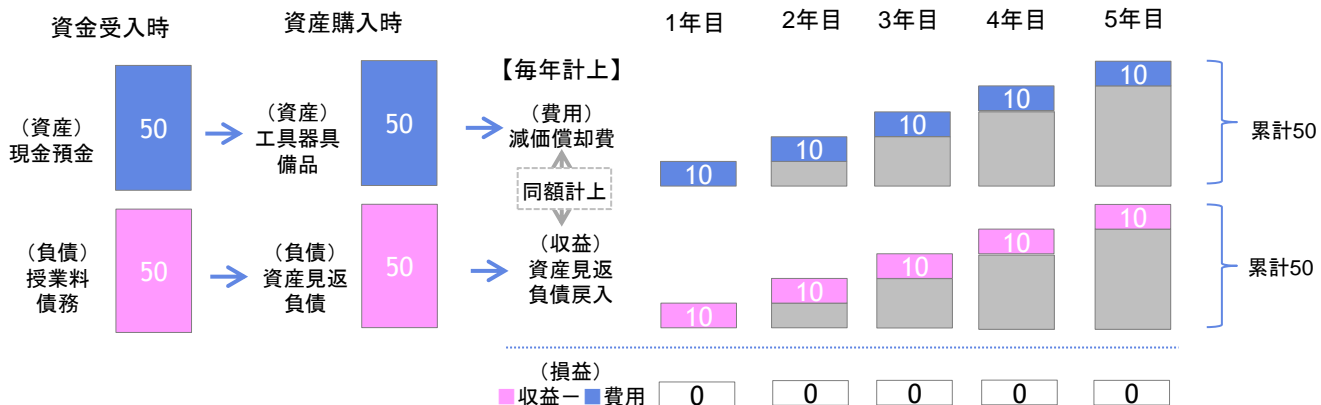 資金受入時
資産購入時
1年目
2年目
3年目
4年目
5年目
【毎年計上】
（資産）
現金預金
50
（資産）
工具器具
備品
50
（費用）
減価償却費
10
10
10
10
10
累計50
同額計上
（負債）
授業料
債務
50
（負債）
資産見返
負債
50
（収益）
資産見返
負債戻入
10
10
10
10
10
累計50
（損益）
収益－費用
0
0
0
0
0